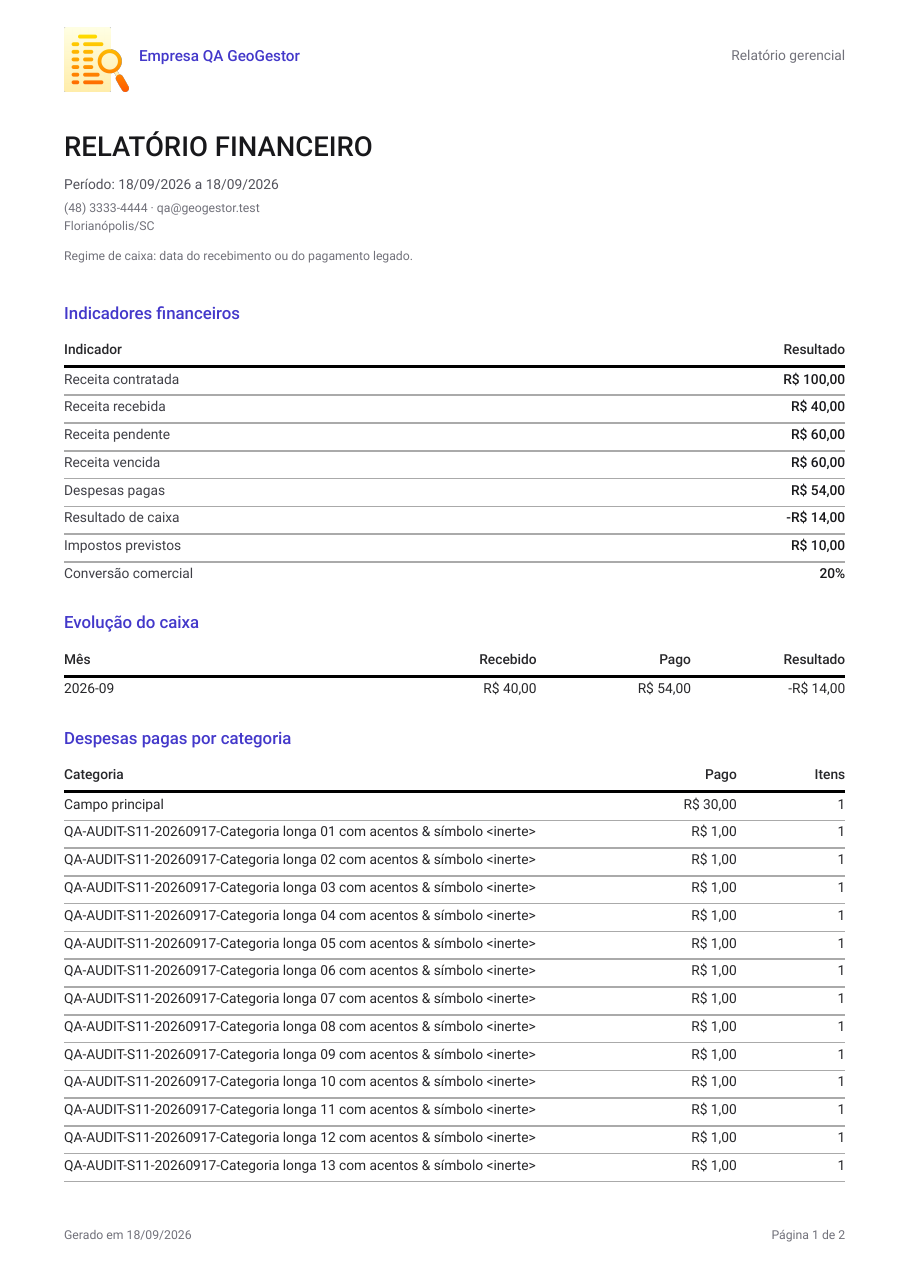 Empresa QA GeoGestor
Relatório gerencial
RELATÓRIO FINANCEIRO
Período: 18/09/2026 a 18/09/2026
(48) 3333-4444 · qa@geogestor.test
Florianópolis/SC
Regime de caixa: data do recebimento ou do pagamento legado.
Indicadores financeiros
Indicador Resultado
Receita contratada R$ 100,00
Receita recebida R$ 40,00
Receita pendente R$ 60,00
Receita vencida R$ 60,00
Despesas pagas R$ 54,00
Resultado de caixa -R$ 14,00
Impostos previstos R$ 10,00
Conversão comercial 20%
Evolução do caixa
Mês Recebido Pago Resultado
2026-09 R$ 40,00 R$ 54,00 -R$ 14,00
Despesas pagas por categoria
Categoria Pago Itens
Campo principal R$ 30,00 1
QA-AUDIT-S11-20260917-Categoria longa 01 com acentos & símbolo <inerte> R$ 1,00 1
QA-AUDIT-S11-20260917-Categoria longa 02 com acentos & símbolo <inerte> R$ 1,00 1
QA-AUDIT-S11-20260917-Categoria longa 03 com acentos & símbolo <inerte> R$ 1,00 1
QA-AUDIT-S11-20260917-Categoria longa 04 com acentos & símbolo <inerte> R$ 1,00 1
QA-AUDIT-S11-20260917-Categoria longa 05 com acentos & símbolo <inerte> R$ 1,00 1
QA-AUDIT-S11-20260917-Categoria longa 06 com acentos & símbolo <inerte> R$ 1,00 1
QA-AUDIT-S11-20260917-Categoria longa 07 com acentos & símbolo <inerte> R$ 1,00 1
QA-AUDIT-S11-20260917-Categoria longa 08 com acentos & símbolo <inerte> R$ 1,00 1
QA-AUDIT-S11-20260917-Categoria longa 09 com acentos & símbolo <inerte> R$ 1,00 1
QA-AUDIT-S11-20260917-Categoria longa 10 com acentos & símbolo <inerte> R$ 1,00 1
QA-AUDIT-S11-20260917-Categoria longa 11 com acentos & símbolo <inerte> R$ 1,00 1
QA-AUDIT-S11-20260917-Categoria longa 12 com acentos & símbolo <inerte> R$ 1,00 1
QA-AUDIT-S11-20260917-Categoria longa 13 com acentos & símbolo <inerte> R$ 1,00 1
Gerado em 18/09/2026
Página 1 de 2